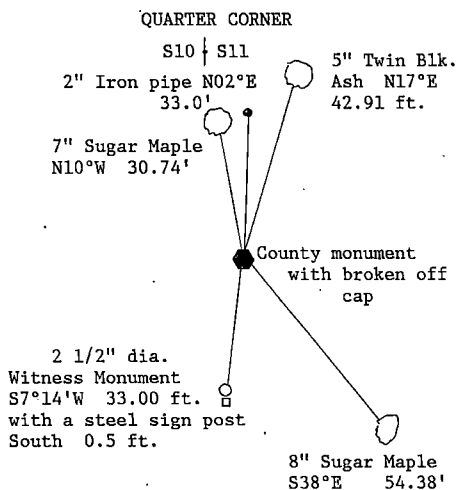 QUARTER CORNER
S10 S11
2" Iron pipe N02°E
33.0'
5" Twin Blk.
Ash N17°E
42.91 ft.
7" Sugar Maple
N10°W 30.74'
County monument
with broken off
cap
2 1/2" dia.
Witness Monument
S7°14'W 33.00 ft.
with a steel sign post
South 0.5 ft.
8" Sugar Maple
S38°E 54.38'